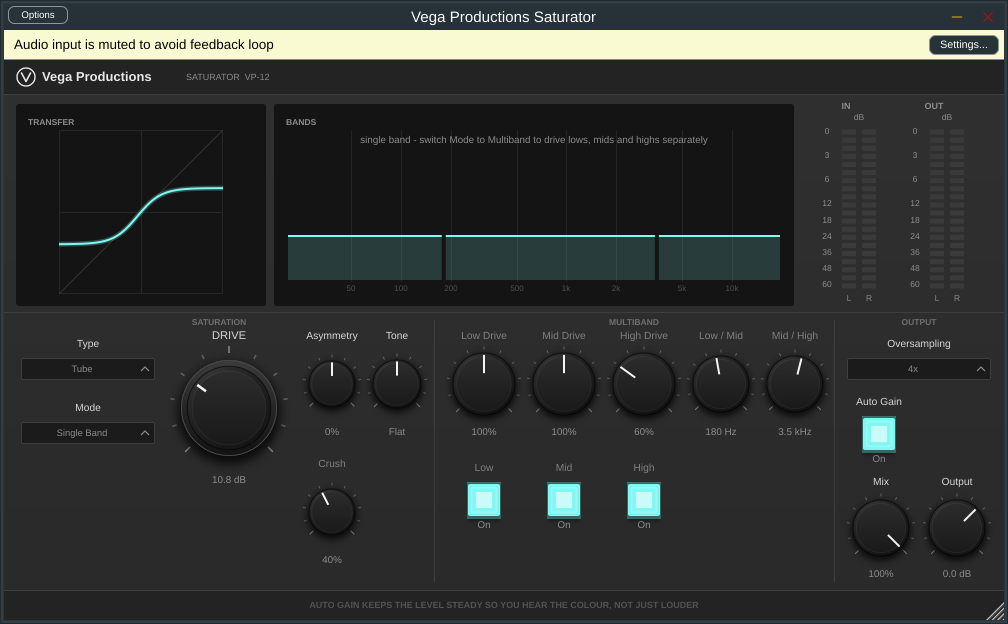 Options
Vega Productions Saturator
Audio input is muted to avoid feedback loop
Settings...
Vega Productions
SATURATOR VP-12
TRANSFER
BANDS
single band - switch Mode to Multiband to drive lows, mids and highs separately
50 100 200 500 1k 2k 5k 10k
IN OUT
dB dB
0 0
3 3
6 6
12 12
18 18
24 24
36 36
48 48
60 60
L R L R
SATURATION
Type
Tube
Mode
Single Band
DRIVE
10.8 dB
Asymmetry Tone
0% Flat
Crush
40%
MULTIBAND
Low Drive Mid Drive High Drive Low / Mid Mid / High
100% 100% 60% 180 Hz 3.5 kHz
Low Mid High
On On On
OUTPUT
Oversampling
4x
Auto Gain
On
Mix Output
100% 0.0 dB
AUTO GAIN KEEPS THE LEVEL STEADY SO YOU HEAR THE COLOUR, NOT JUST LOUDER